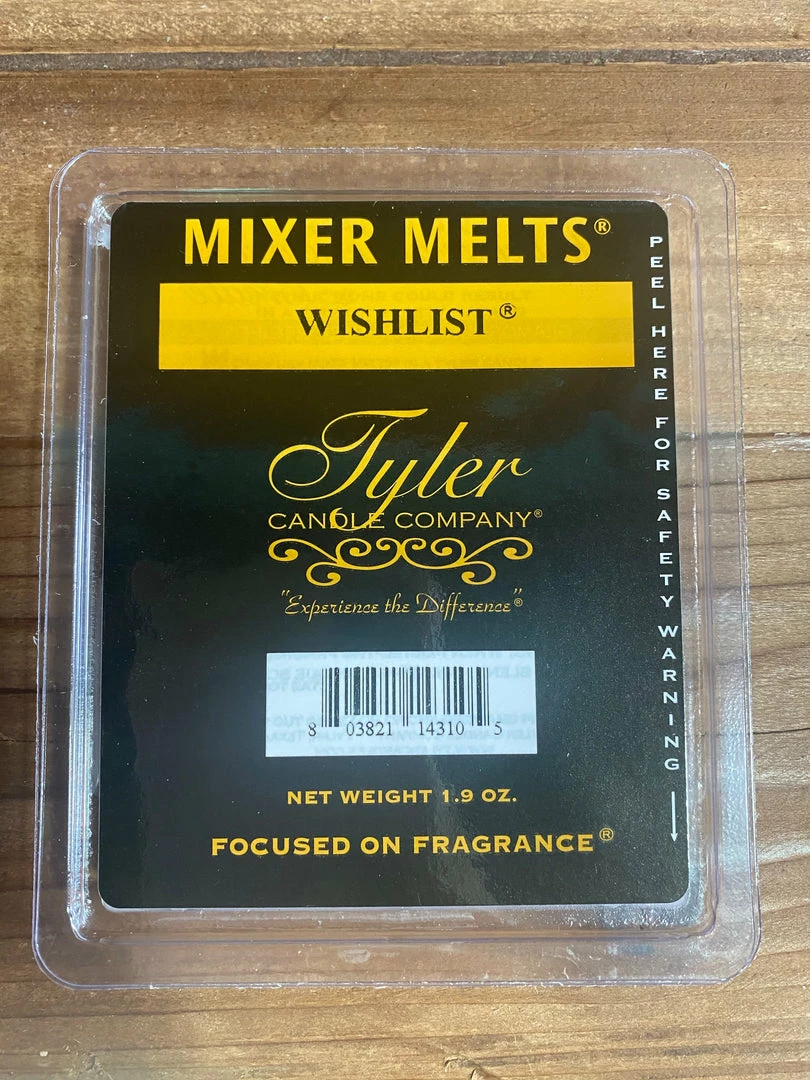 MIXER MELTS®
WISHLIST®
Tyler
CANDLE COMPANY®
"Experience the Difference"®
8 03821 14310 5
NET WEIGHT 1.9 OZ.
FOCUSED ON FRAGRANCE®
PEEL HERE FOR SAFETY WARNING